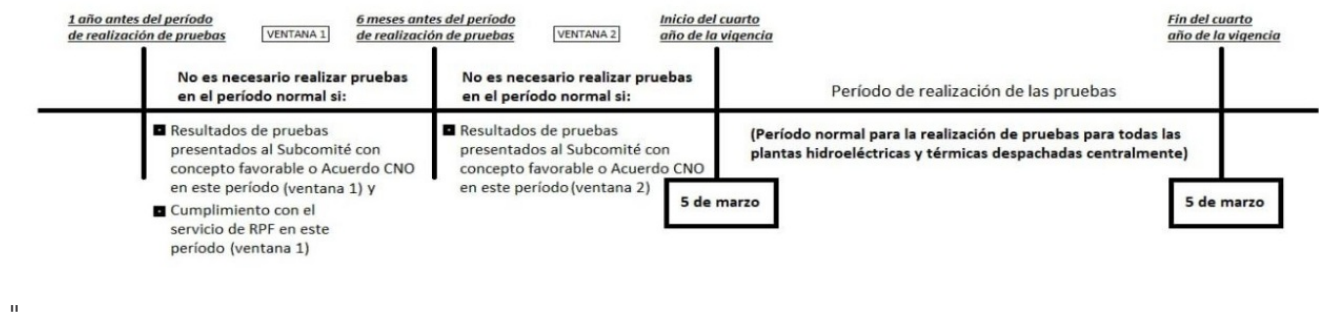 1 año antes del período
de realización de pruebas
VENTANA 1
6 meses antes del período
de realización de pruebas
VENTANA 2
Inicio del cuarto
año de la vigencia
Fin del cuarto
año de la vigencia
No es necesario realizar pruebas
en el período normal si:
No es necesario realizar pruebas
en el período normal si:
Período de realización de las pruebas
Resultados de pruebas
presentados al Subcomité con
concepto favorable o Acuerdo CNO
en este período (ventana 1) y
Cumplimiento con el
servicio de RPF en este
período (ventana 1)
Resultados de pruebas
presentados al Subcomité con
concepto favorable o Acuerdo CNO
en este período (ventana 2)
(Período normal para la realización de pruebas para todas las
plantas hidroeléctricas y térmicas despachadas centralmente)
5 de marzo
5 de marzo
"